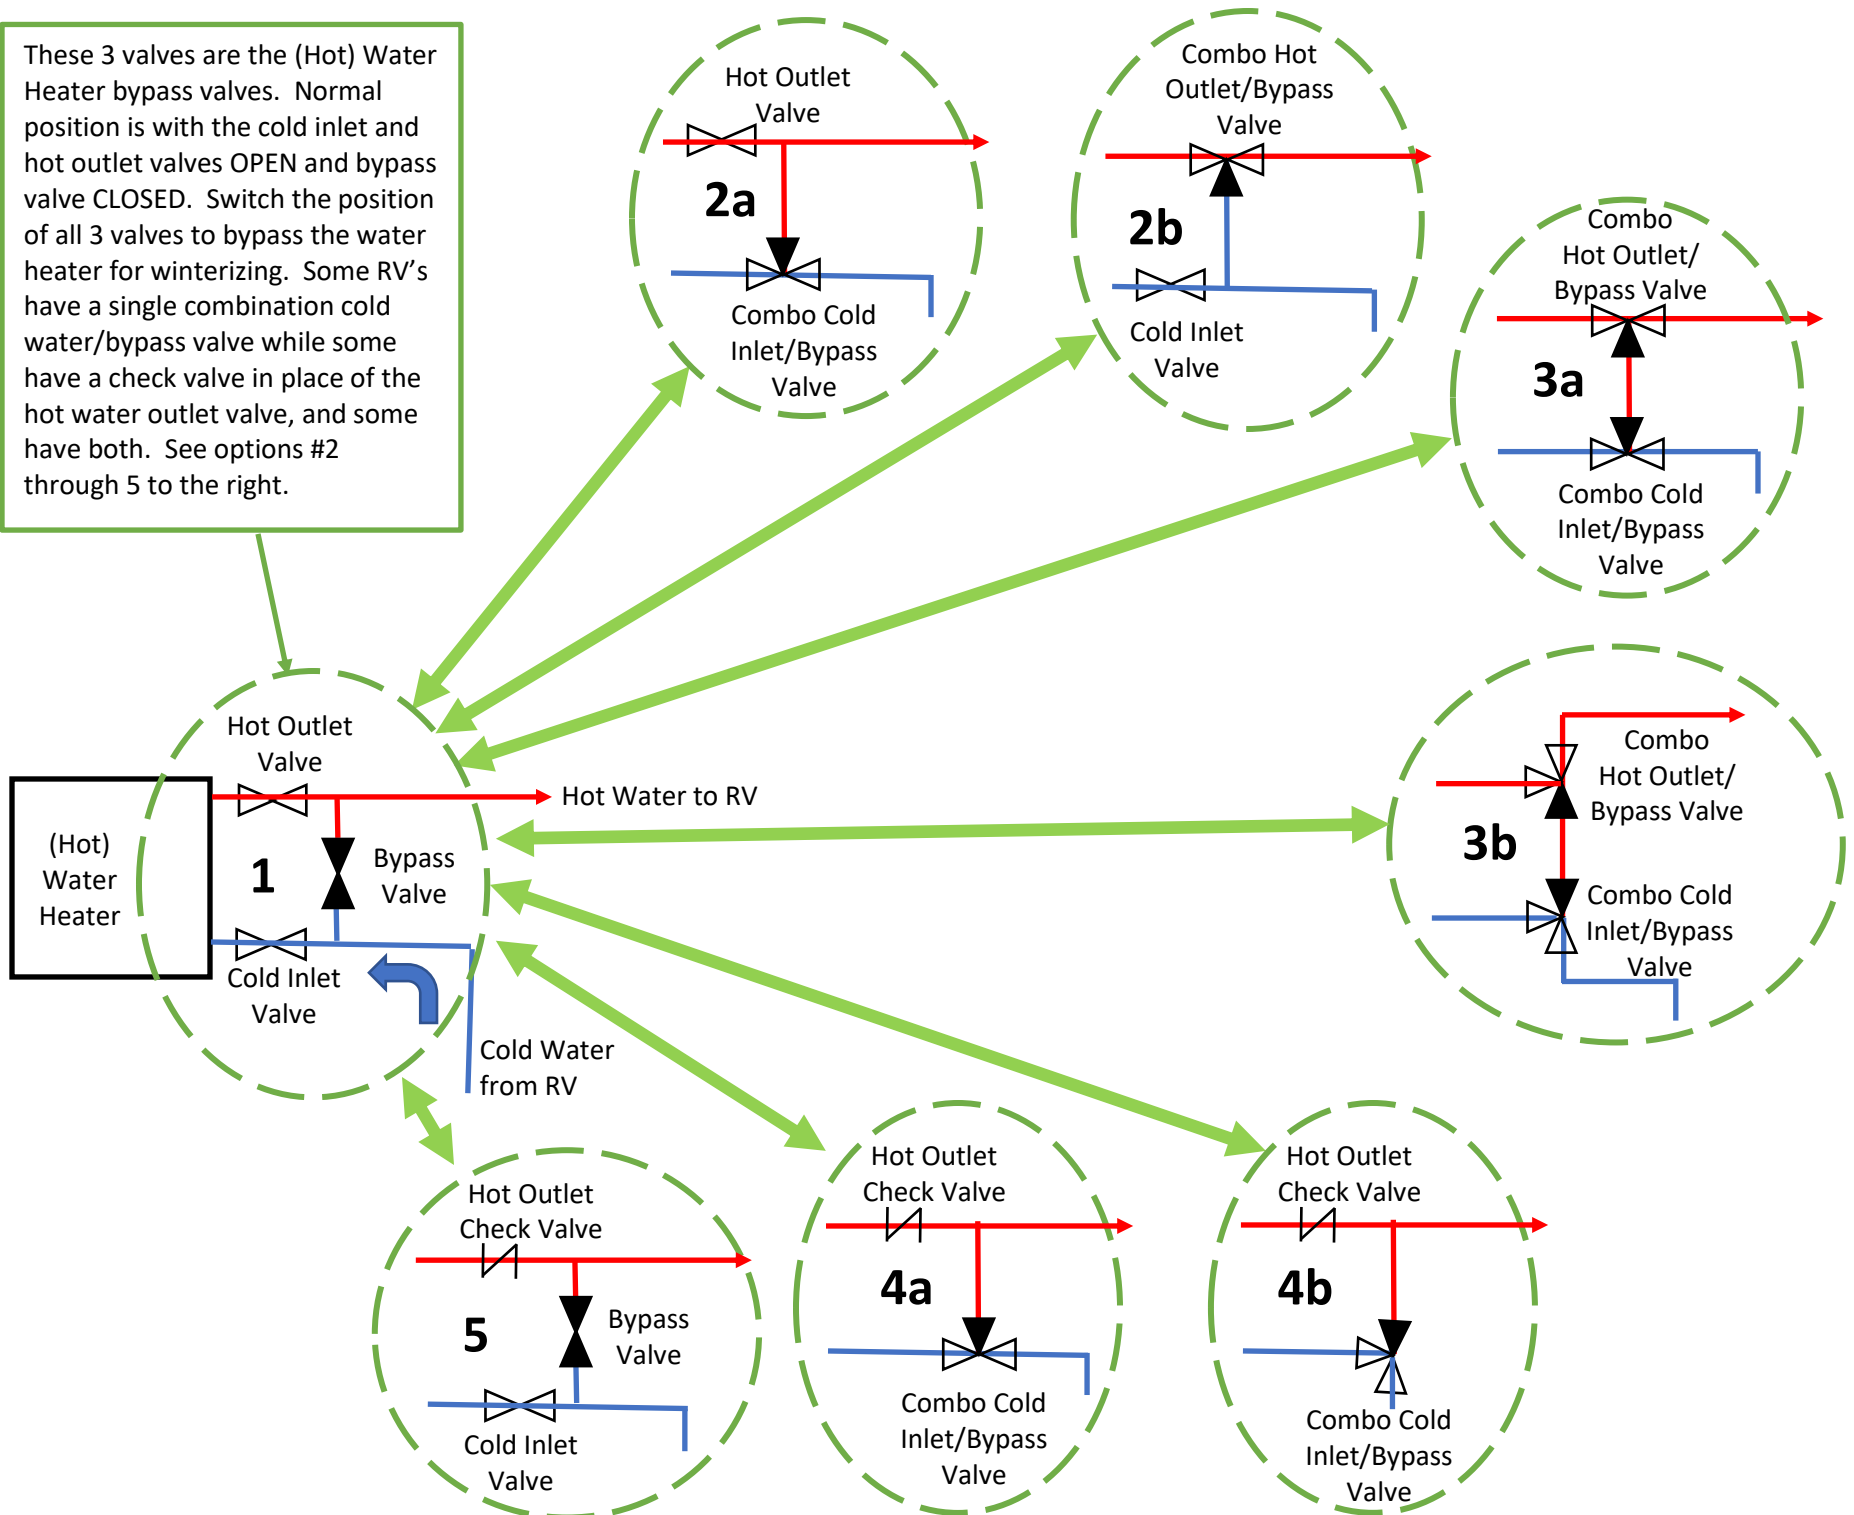 These 3 valves are the (Hot) Water
Heater bypass valves.  Normal
position is with the cold inlet and
hot outlet valves OPEN and bypass
valve CLOSED.  Switch the position
of all 3 valves to bypass the water
heater for winterizing.  Some RV's
have a single combination cold
water/bypass valve while some
have a check valve in place of the
hot water outlet valve, and some
have both.  See options #2
through 5 to the right.
Hot Outlet
Valve
2a
Combo Cold
Inlet/Bypass
Valve
Combo Hot
Outlet/Bypass
Valve
2b
Cold Inlet
Valve
Combo
Hot Outlet/
Bypass Valve
3a
Combo Cold
Inlet/Bypass
Valve
Hot Outlet
Valve
Hot Water to RV
(Hot)
Water
Heater
1
Bypass
Valve
Cold Inlet
Valve
Cold Water
from RV
Combo
Hot Outlet/
Bypass Valve
3b
Combo Cold
Inlet/Bypass
Valve
Hot Outlet
Check Valve
5
Bypass
Valve
Cold Inlet
Valve
Hot Outlet
Check Valve
4a
Combo Cold
Inlet/Bypass
Valve
Hot Outlet
Check Valve
4b
Combo Cold
Inlet/Bypass
Valve